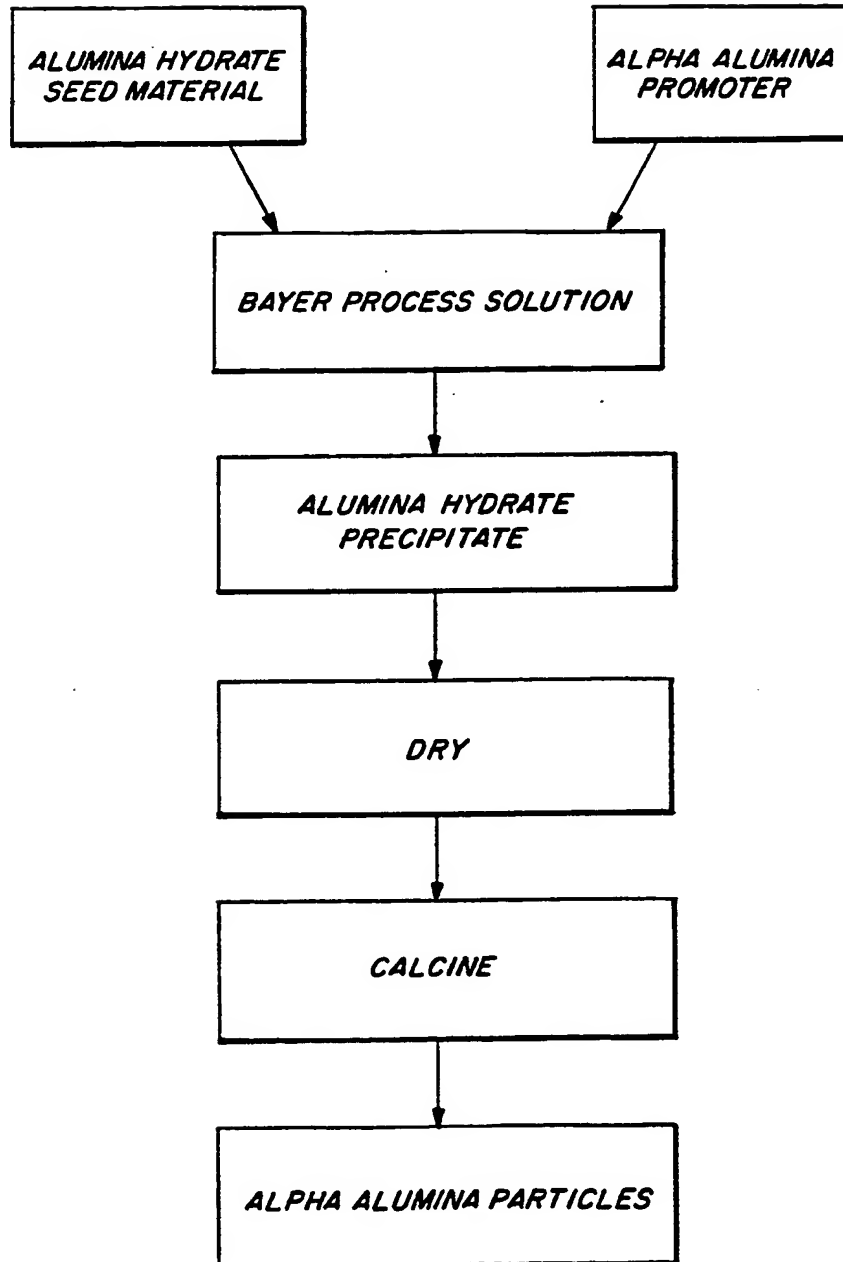 ALUMINA HYDRATE
SEED MATERIAL
ALPHA ALUMINA
PROMOTER
BAYER PROCESS SOLUTION
ALUMINA HYDRATE
PRECIPITATE
DRY
CALCINE
ALPHA ALUMINA PARTICLES